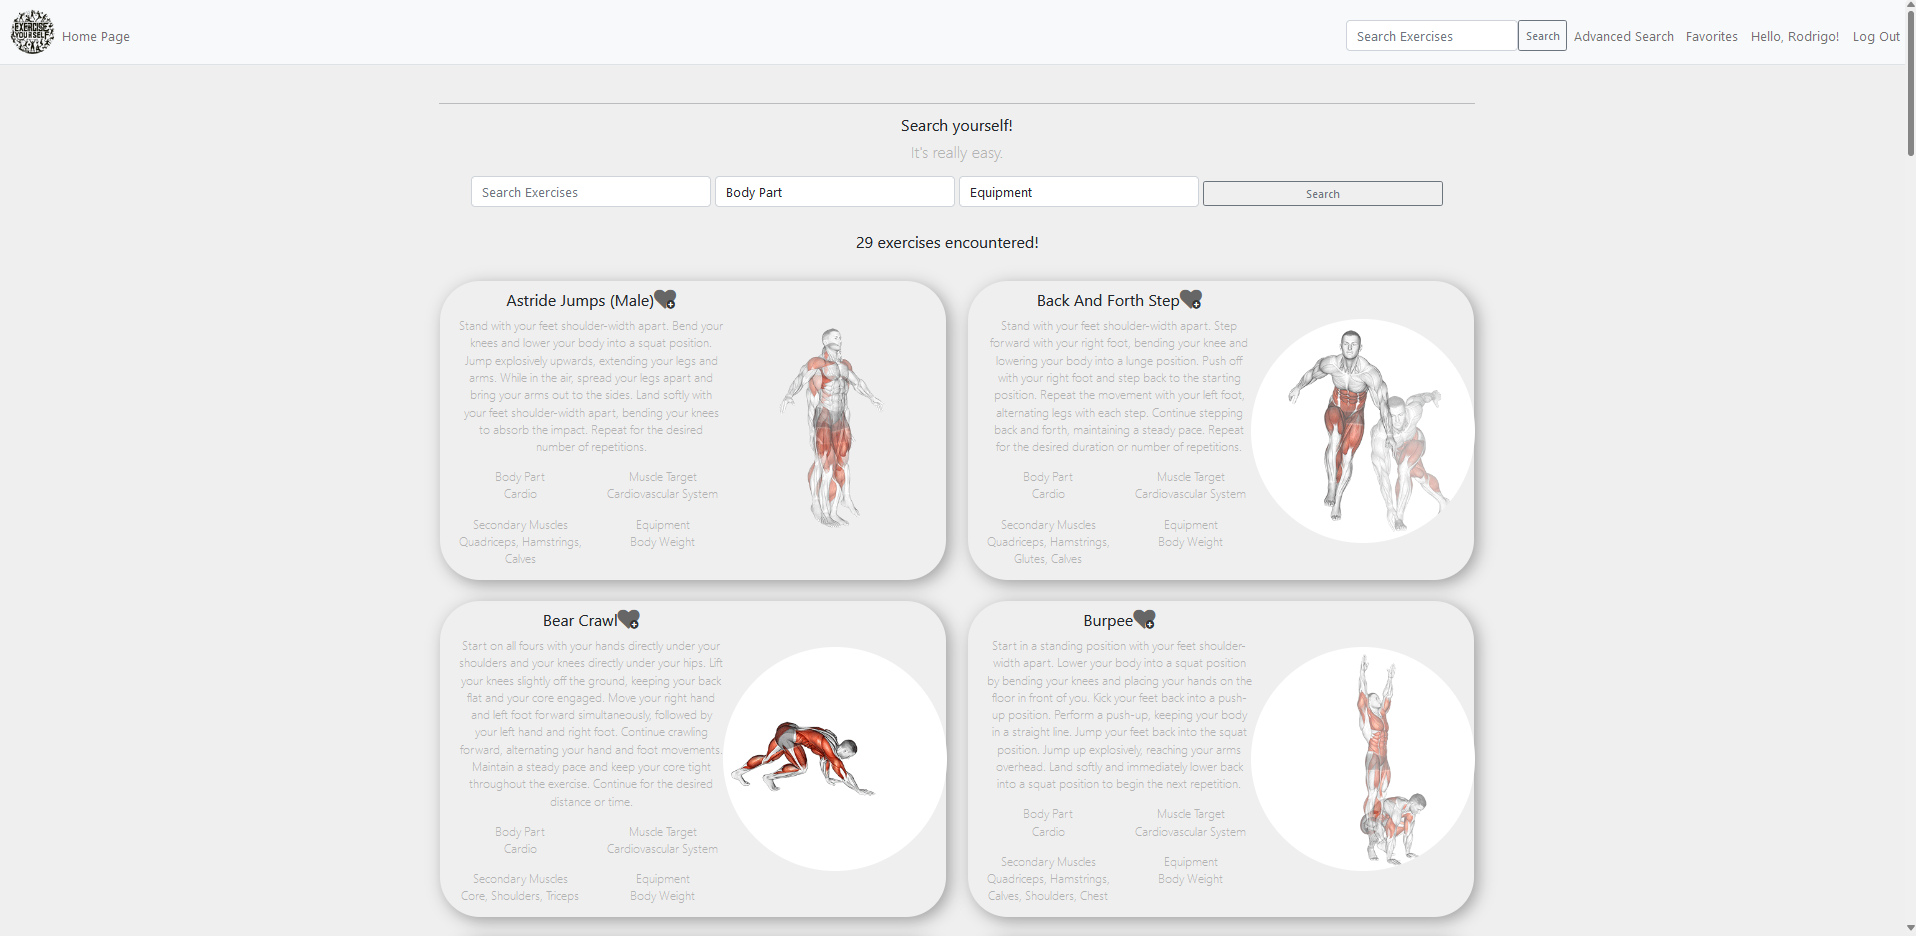 EXERCISE
YOURSELF
Home Page
Search Exercises
Search
Advanced Search
Favorites
Hello, Rodrigo!
Log Out
Search yourself!
It's really easy.
Search Exercises
Body Part
Equipment
Search
29 exercises encountered!
Astride Jumps (Male)
Stand with your feet shoulder-width apart. Bend your
knees and lower your body into a squat position.
Jump explosively upwards, extending your legs and
arms. While in the air, spread your legs apart and
bring your arms out to the sides. Land softly with
your feet shoulder-width apart, bending your knees
to absorb the impact. Repeat for the desired
number of repetitions.
Body Part
Cardio
Muscle Target
Cardiovascular System
Secondary Muscles
Quadriceps, Hamstrings,
Calves
Equipment
Body Weight
Back And Forth Step
Stand with your feet shoulder-width apart. Step
forward with your right foot, bending your knee and
lowering your body into a lunge position. Push off
with your right foot and step back to the starting
position. Repeat the movement with your left foot,
alternating legs with each step. Continue stepping
back and forth, maintaining a steady pace. Repeat
for the desired duration or number of repetitions.
Body Part
Cardio
Muscle Target
Cardiovascular System
Secondary Muscles
Quadriceps, Hamstrings,
Glutes, Calves
Equipment
Body Weight
Bear Crawl
Start on all fours with your hands directly under your
shoulders and your knees directly under your hips. Lift
your knees slightly off the ground, keeping your back
flat and your core engaged. Move your right hand
and left foot forward simultaneously, followed by
your left hand and right foot. Continue crawling
forward, alternating your hand and foot movements.
Maintain a steady pace and keep your core tight
throughout the exercise. Continue for the desired
distance or time.
Body Part
Cardio
Muscle Target
Cardiovascular System
Secondary Muscles
Core, Shoulders, Triceps
Equipment
Body Weight
Burpee
Start in a standing position with your feet shoulder-
width apart. Lower your body into a squat position
by bending your knees and placing your hands on the
floor in front of you. Kick your feet back into a push-
up position. Perform a push-up, keeping your body
in a straight line. Jump your feet back into the squat
position. Jump up explosively, reaching your arms
overhead. Land softly and immediately lower back
into a squat position to begin the next repetition.
Body Part
Cardio
Muscle Target
Cardiovascular System
Secondary Muscles
Quadriceps, Hamstrings,
Calves, Shoulders, Chest
Equipment
Body Weight